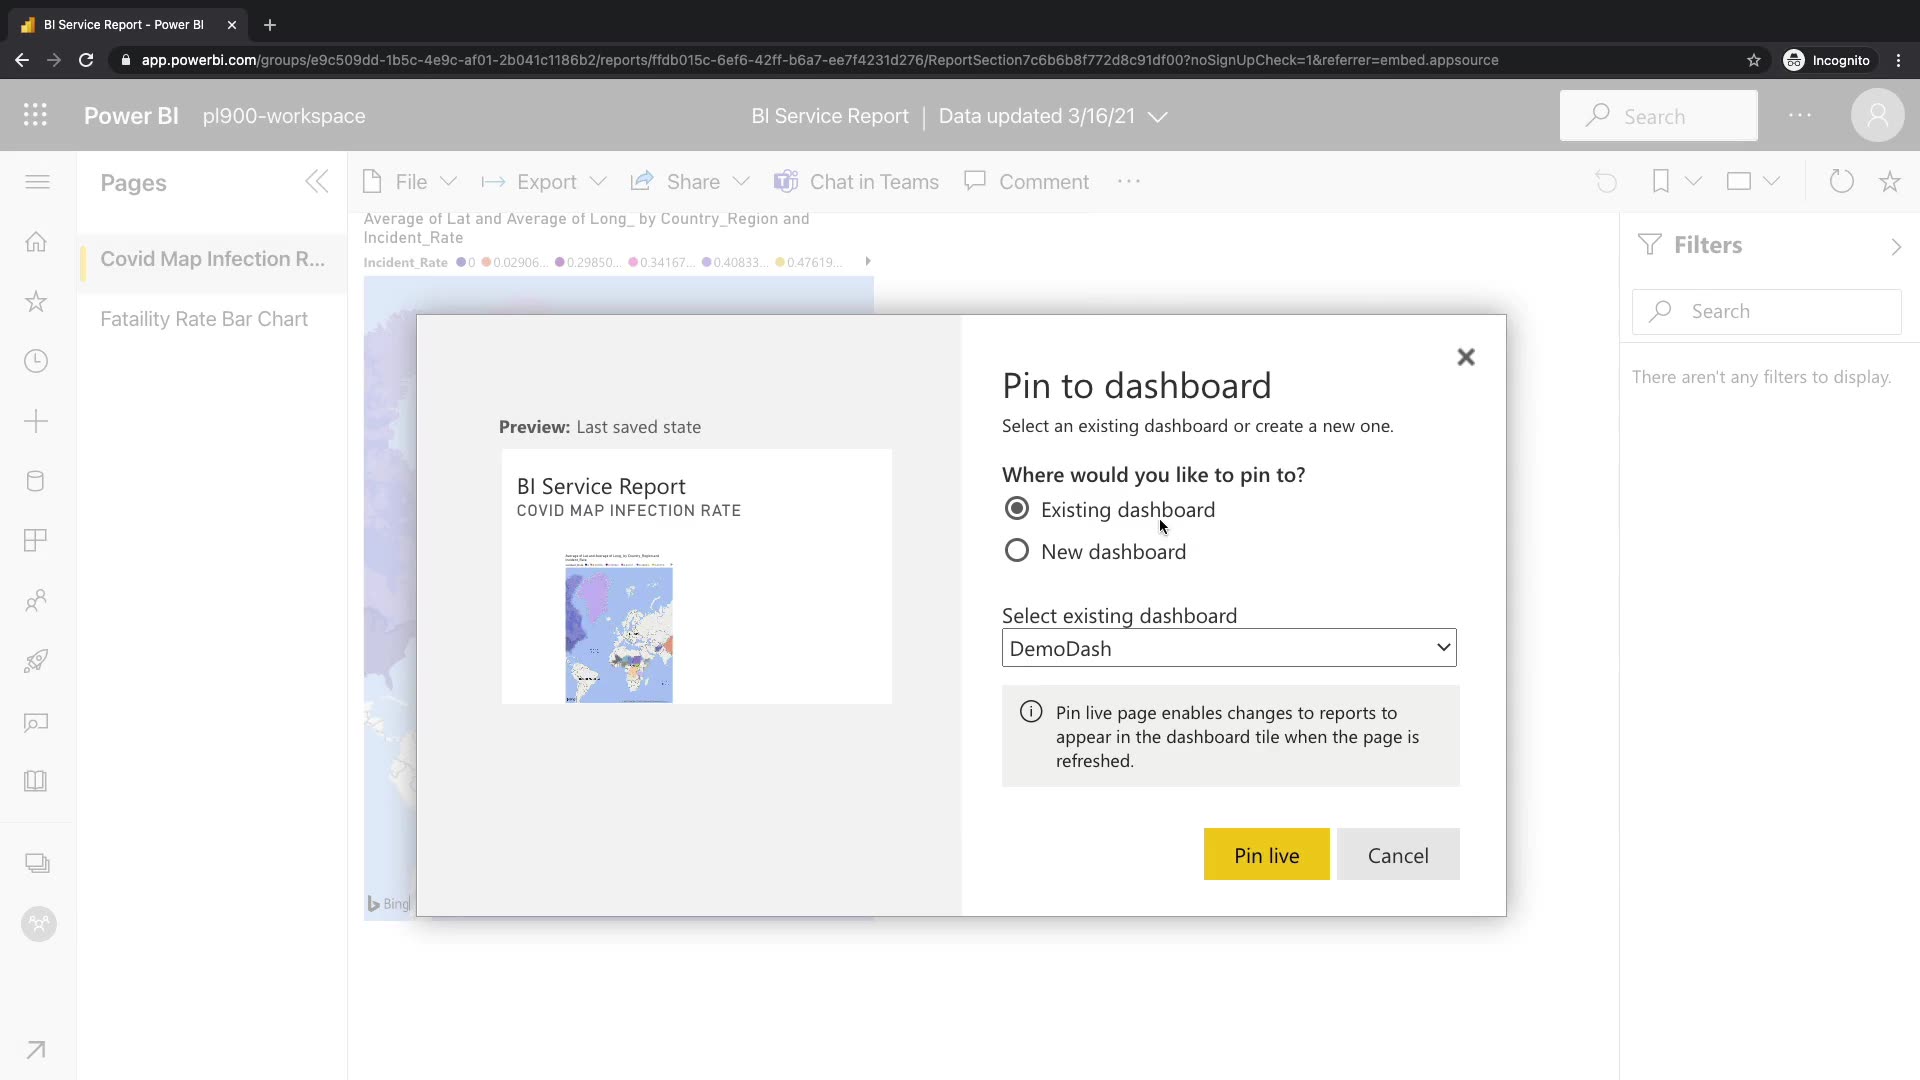 BI Service Report - Power BI
app.powerbi.com/groups/e9c509dd-1b5c-4e9c-af01-2b041c1186b2/reports/ffdb015c-6ef6-42ff-b6a7-ee7f4231d276/ReportSection7c6b6b8f772d8c91df00?noSignUpCheck=1&referrer=embed.appsource
Incognito
Power BI pl900-workspace
BI Service Report | Data updated 3/16/21
Search
Pages
File Export Share Chat in Teams Comment
Covid Map Infection R...
Fataility Rate Bar Chart
Average of Lat and Average of Long_ by Country_Region and
Incident_Rate
Incident_Rate 0 0.02906... 0.29850... 0.34167... 0.40833... 0.47619...
Bing
Filters
Search
There aren't any filters to display.
Preview: Last saved state
BI Service Report
COVID MAP INFECTION RATE
Pin to dashboard
Select an existing dashboard or create a new one.
Where would you like to pin to?
Existing dashboard
New dashboard
Select existing dashboard
DemoDash
Pin live page enables changes to reports to
appear in the dashboard tile when the page is
refreshed.
Pin live
Cancel